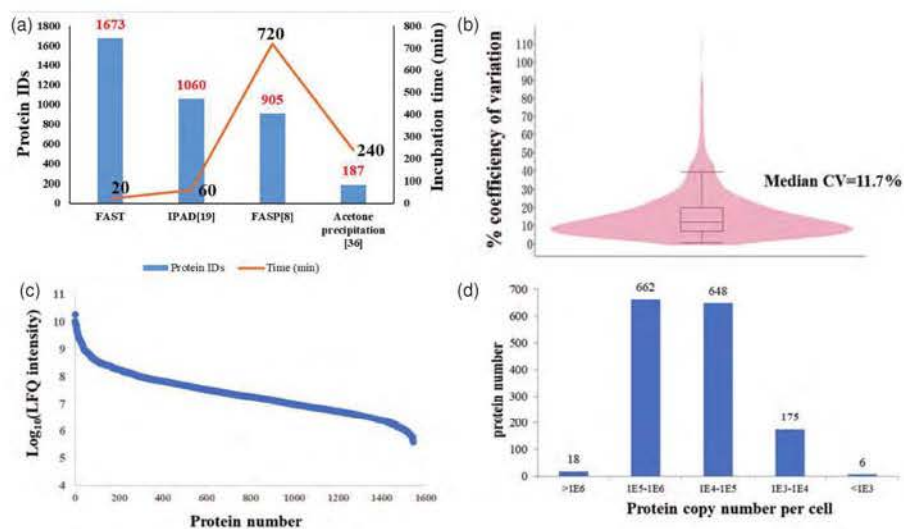 (a)
1800
1600
1400
1200
1000
800
600
400
200
0
Protein IDs
1673
1060
905
187
20
60
720
240
800
700
600
500
400
300
200
100
0
Incubation time (min)
FAST
IPAD[19]
FASP[8]
Acetone
precipitation
[36]
Protein IDs
Time (min)
(b)
110
100
90
80
70
60
50
40
30
20
10
0
% coefficiency of variation
Median CV=11.7%
(c)
11
10
9
8
7
6
5
4
Log10(LFQ intensity)
0
200
400
600
800
1000
1200
1400
1600
Protein number
(d)
700
600
500
400
300
200
100
0
protein number
18
662
648
175
6
>1E6
1E5-1E6
1E4-1E5
1E3-1E4
<1E3
Protein copy number per cell